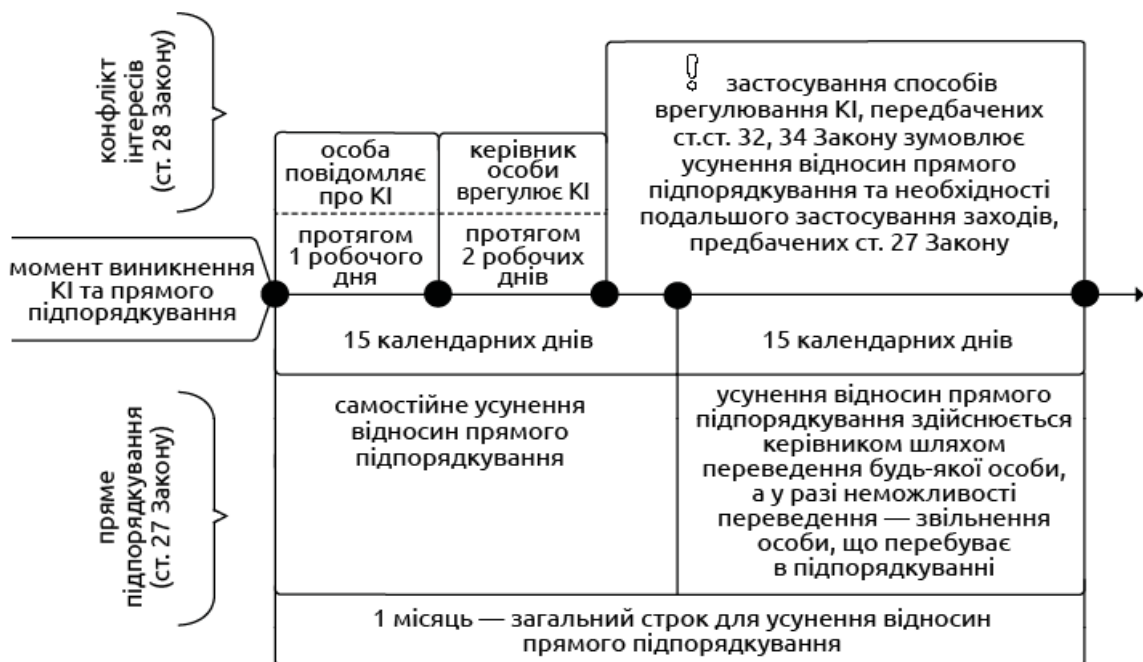 конфлікт
інтересів
(ст. 28 Закону)
особа
повідомляє
про КІ
протягом
1 робочого
дня
керівник
особи
врегулює КІ
протягом
2 робочих
днів
застосування способів
врегулювання КІ, передбачених
ст.ст. 32, 34 Закону зумовлює
усунення відносин прямого
підпорядкування та необхідності
подальшого застосування заходів,
предбачених ст. 27 Закону
момент виникнення
КІ та прямого
підпорядкування
15 календарних днів
15 календарних днів
пряме
підпорядкування
(ст. 27 Закону)
самостійне усунення
відносин прямого
підпорядкування
усунення відносин прямого
підпорядкування здійснюється
керівником шляхом
переведення будь-якої особи,
а у разі неможливості
переведення — звільнення
особи, що перебуває
в підпорядкуванні
1 місяць — загальний строк для усунення відносин
прямого підпорядкування